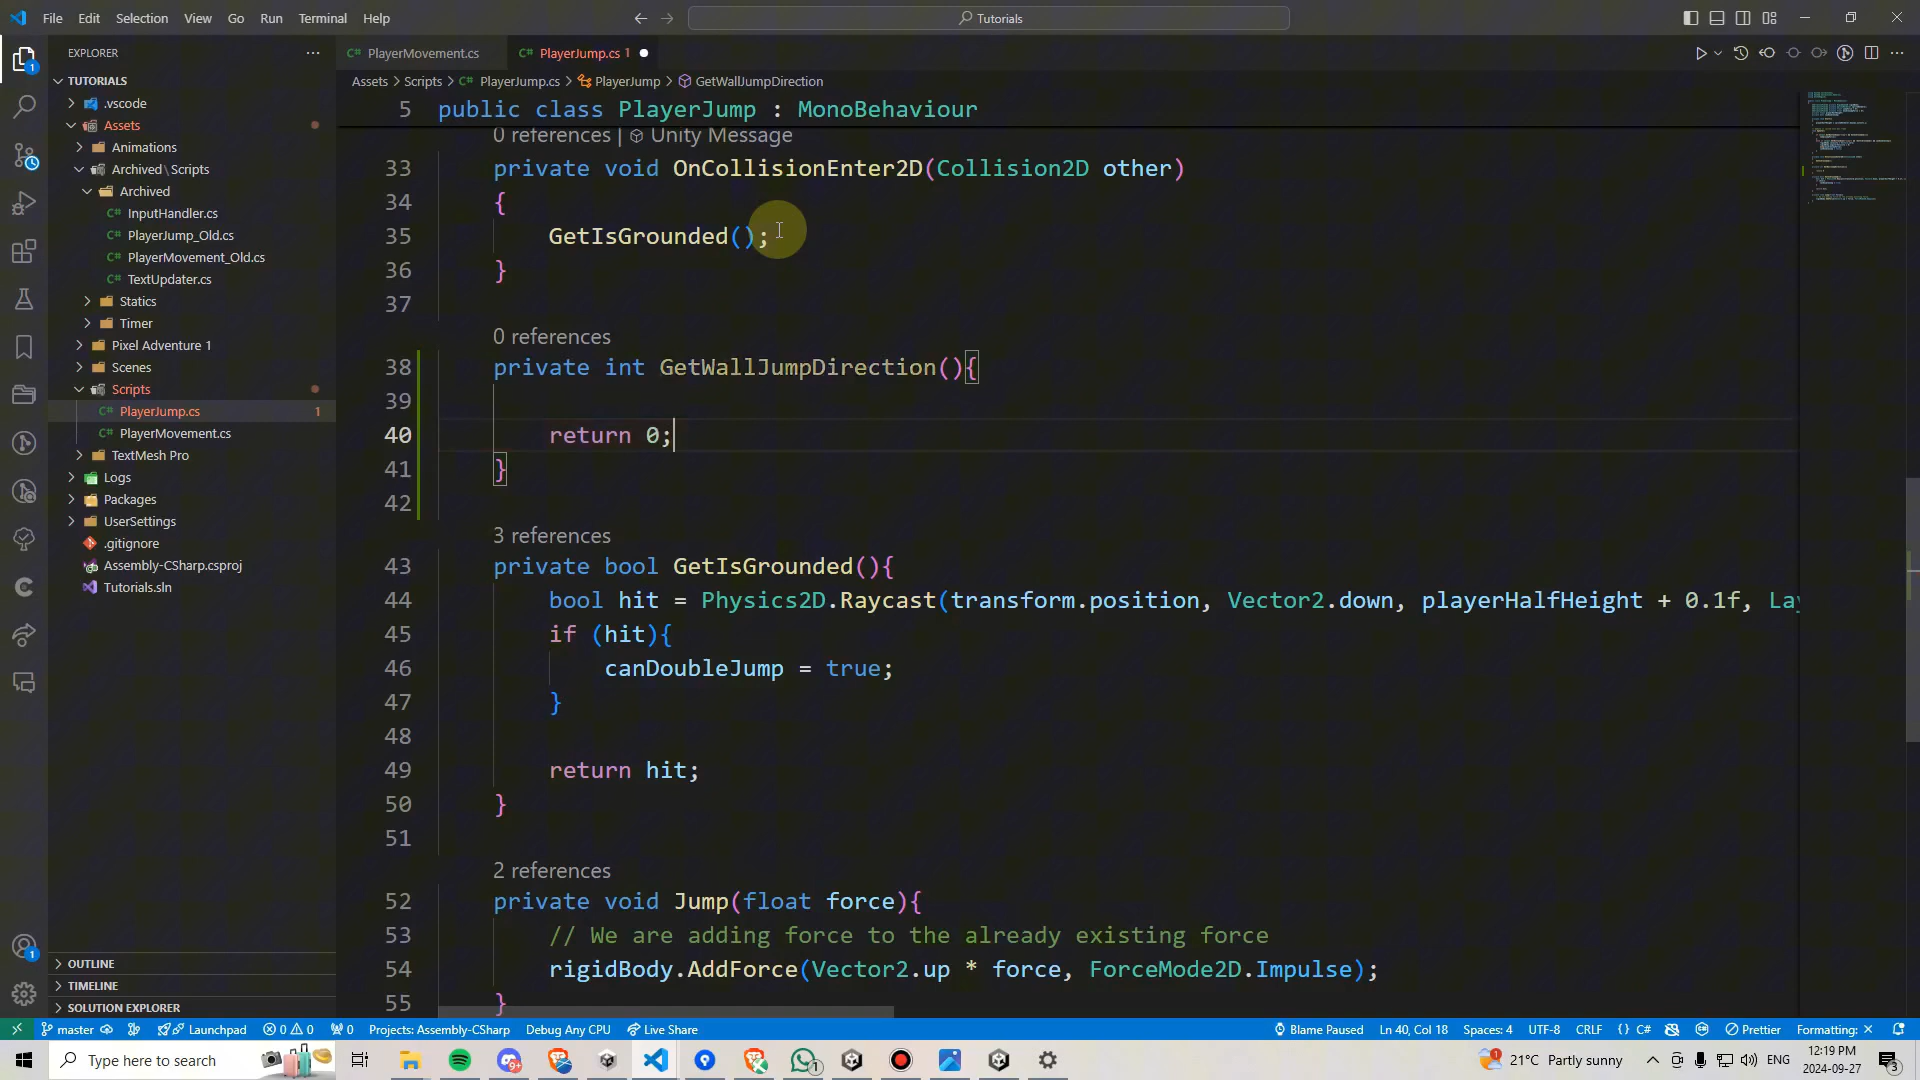 File Edit Selection View Go Run Terminal Help
Tutorials
EXPLORER
PlayerMovement.cs
PlayerJump.cs 1
TUTORIALS
.vscode
Assets
Animations
Archived\Scripts
Archived
InputHandler.cs
PlayerJump_Old.cs
PlayerMovement_Old.cs
TextUpdater.cs
Statics
Timer
Pixel Adventure 1
Scenes
Scripts
PlayerJump.cs 1
PlayerMovement.cs
TextMesh Pro
Logs
Packages
UserSettings
.gitignore
Assembly-CSharp.csproj
Tutorials.sln
OUTLINE
TIMELINE
SOLUTION EXPLORER
Assets > Scripts > PlayerJump.cs > PlayerJump > GetWallJumpDirection
5 public class PlayerJump : MonoBehaviour
0 references | Unity Message
33 private void OnCollisionEnter2D(Collision2D other)
34 {
35 GetIsGrounded();
36 }
37
0 references
38 private int GetWallJumpDirection(){
39
40 return 0;
41 }
42
3 references
43 private bool GetIsGrounded(){
44 bool hit = Physics2D.Raycast(transform.position, Vector2.down, playerHalfHeight + 0.1f, Lay
45 if (hit){
46 canDoubleJump = true;
47 }
48
49 return hit;
50 }
51
2 references
52 private void Jump(float force){
53 // We are adding force to the already existing force
54 rigidBody.AddForce(Vector2.up * force, ForceMode2D.Impulse);
55 }
master Launchpad 0 0 0 Projects: Assembly-CSharp Debug Any CPU Live Share Blame Paused Ln 40, Col 18 Spaces: 4 UTF-8 CRLF {} C# Prettier Formatting: ×
Type here to search
21°C Partly sunny
ENG
12:19 PM
2024-09-27